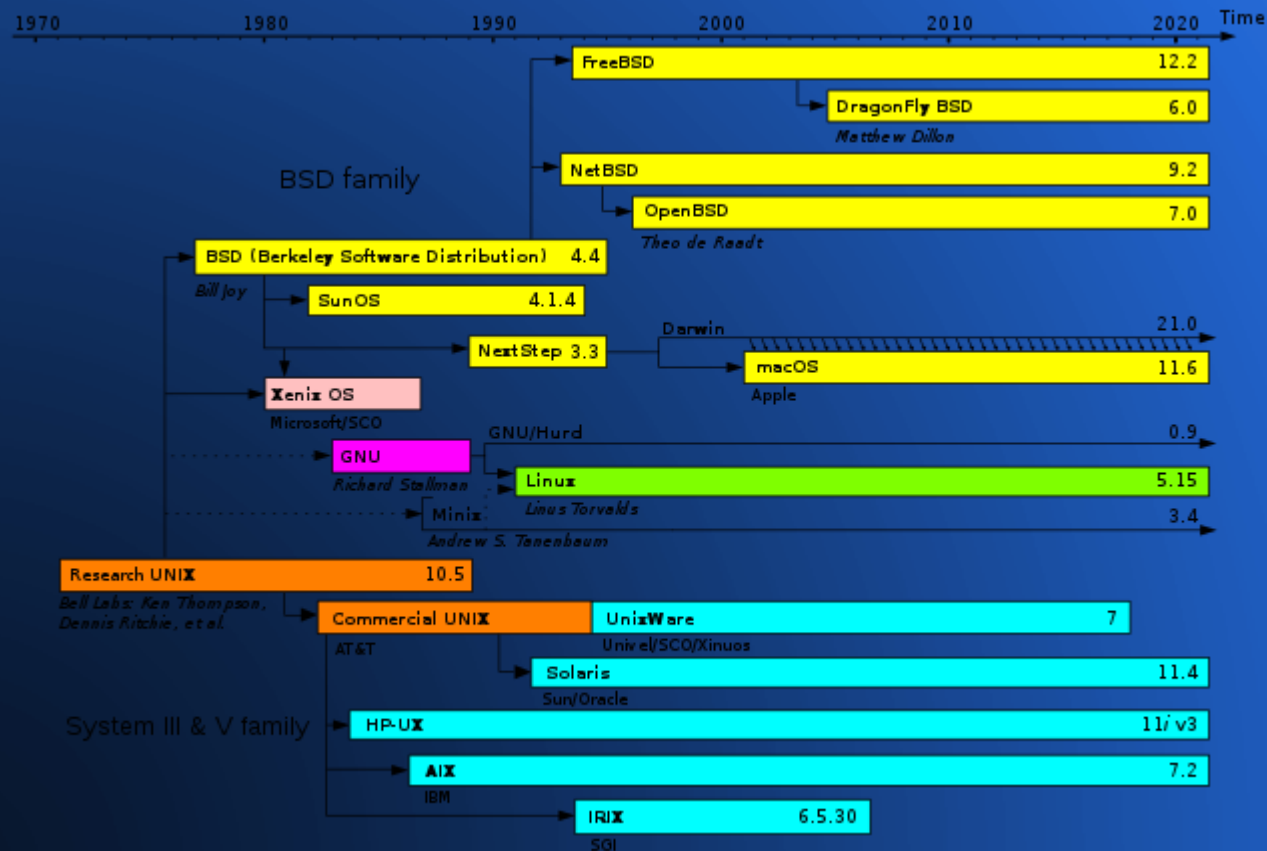 1970 1980 1990 2000 2010 2020 Time
FreeBSD 12.2
DragonFly BSD 6.0
Matthew Dillon
BSD family
NetBSD 9.2
OpenBSD 7.0
Theo de Raadt
BSD (Berkeley Software Distribution) 4.4
Bill Joy
SunOS 4.1.4
Darwin 21.0
NextStep 3.3
macOS 11.6
Apple
Xenix OS
Microsoft/SCO
GNU/Hurd 0.9
GNU
Richard Stallman
Linux 5.15
Linus Torvalds
Minix 3.4
Andrew S. Tanenbaum
Research UNIX 10.5
Bell Labs: Ken Thompson,
Dennis Ritchie, et al.
Commercial UNIX
UnixWare 7
AT&T
Univel/SCO/Xinuos
Solaris 11.4
Sun/Oracle
System III & V family
HP-UX 11i v3
AIX 7.2
IBM
IRIX 6.5.30
SGI